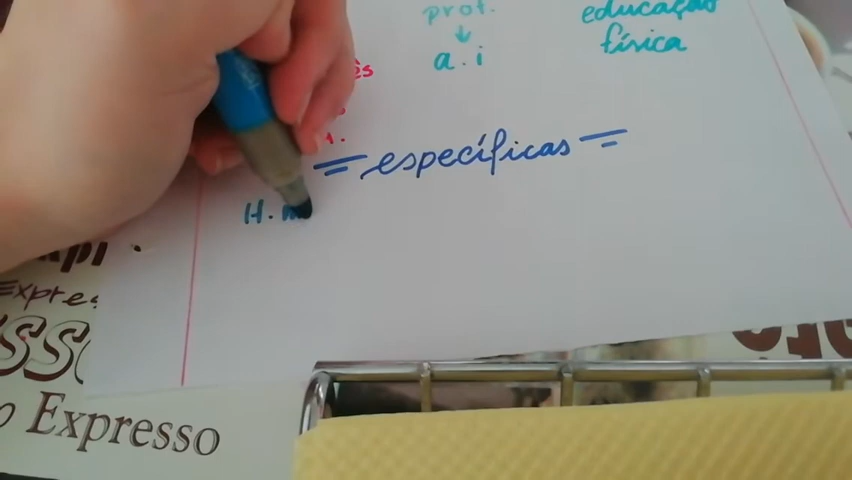 prof.
↓
a.i
educação
física
ês
específicas
H. m
Expres
o Expresso